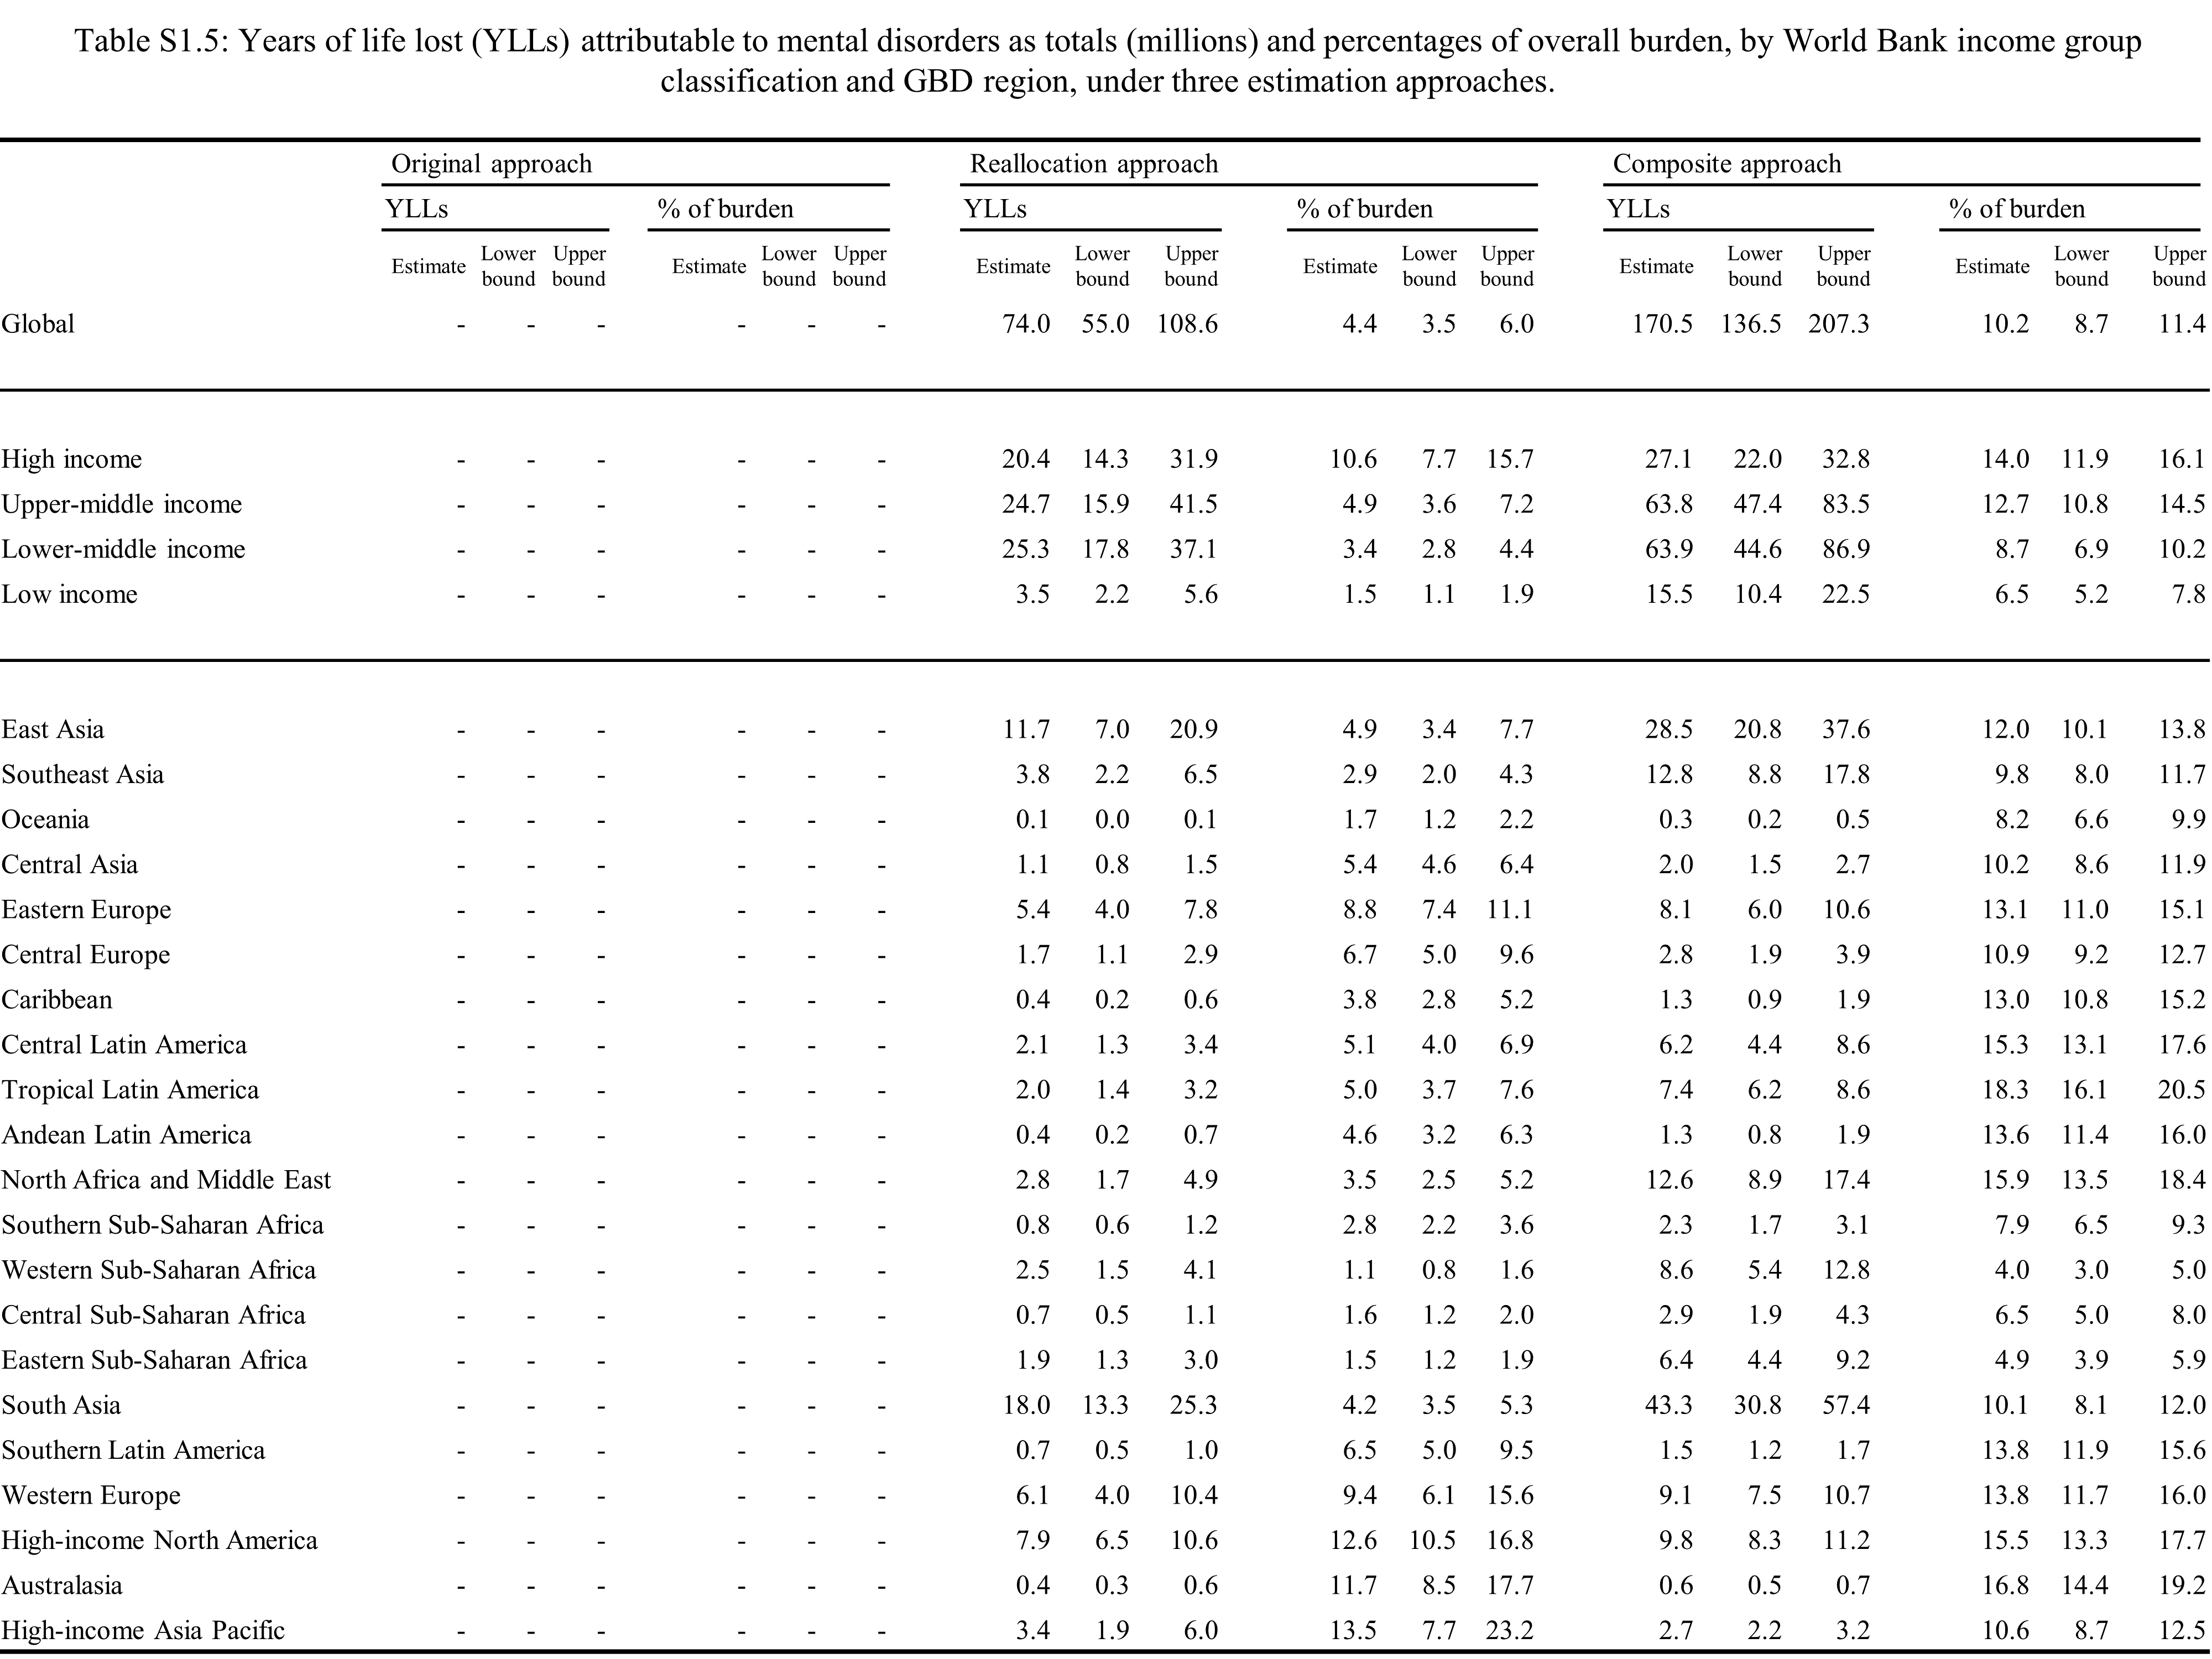 Table S1.5: Years of life lost (YLLs) attributable to mental disorders as totals (millions) and percentages of overall burden, by World Bank income group
classification and GBD region, under three estimation approaches.
Original approach Reallocation approach Composite approach
YLLs % of burden YLLs % of burden YLLs % of burden
Estimate Lower bound Upper bound Estimate Lower bound Upper bound Estimate Lower bound Upper bound Estimate Lower bound Upper bound Estimate Lower bound Upper bound Estimate Lower bound Upper bound
Global - - - - - - 74.0 55.0 108.6 4.4 3.5 6.0 170.5 136.5 207.3 10.2 8.7 11.4
High income - - - - - - 20.4 14.3 31.9 10.6 7.7 15.7 27.1 22.0 32.8 14.0 11.9 16.1
Upper-middle income - - - - - - 24.7 15.9 41.5 4.9 3.6 7.2 63.8 47.4 83.5 12.7 10.8 14.5
Lower-middle income - - - - - - 25.3 17.8 37.1 3.4 2.8 4.4 63.9 44.6 86.9 8.7 6.9 10.2
Low income - - - - - - 3.5 2.2 5.6 1.5 1.1 1.9 15.5 10.4 22.5 6.5 5.2 7.8
East Asia - - - - - - 11.7 7.0 20.9 4.9 3.4 7.7 28.5 20.8 37.6 12.0 10.1 13.8
Southeast Asia - - - - - - 3.8 2.2 6.5 2.9 2.0 4.3 12.8 8.8 17.8 9.8 8.0 11.7
Oceania - - - - - - 0.1 0.0 0.1 1.7 1.2 2.2 0.3 0.2 0.5 8.2 6.6 9.9
Central Asia - - - - - - 1.1 0.8 1.5 5.4 4.6 6.4 2.0 1.5 2.7 10.2 8.6 11.9
Eastern Europe - - - - - - 5.4 4.0 7.8 8.8 7.4 11.1 8.1 6.0 10.6 13.1 11.0 15.1
Central Europe - - - - - - 1.7 1.1 2.9 6.7 5.0 9.6 2.8 1.9 3.9 10.9 9.2 12.7
Caribbean - - - - - - 0.4 0.2 0.6 3.8 2.8 5.2 1.3 0.9 1.9 13.0 10.8 15.2
Central Latin America - - - - - - 2.1 1.3 3.4 5.1 4.0 6.9 6.2 4.4 8.6 15.3 13.1 17.6
Tropical Latin America - - - - - - 2.0 1.4 3.2 5.0 3.7 7.6 7.4 6.2 8.6 18.3 16.1 20.5
Andean Latin America - - - - - - 0.4 0.2 0.7 4.6 3.2 6.3 1.3 0.8 1.9 13.6 11.4 16.0
North Africa and Middle East - - - - - - 2.8 1.7 4.9 3.5 2.5 5.2 12.6 8.9 17.4 15.9 13.5 18.4
Southern Sub-Saharan Africa - - - - - - 0.8 0.6 1.2 2.8 2.2 3.6 2.3 1.7 3.1 7.9 6.5 9.3
Western Sub-Saharan Africa - - - - - - 2.5 1.5 4.1 1.1 0.8 1.6 8.6 5.4 12.8 4.0 3.0 5.0
Central Sub-Saharan Africa - - - - - - 0.7 0.5 1.1 1.6 1.2 2.0 2.9 1.9 4.3 6.5 5.0 8.0
Eastern Sub-Saharan Africa - - - - - - 1.9 1.3 3.0 1.5 1.2 1.9 6.4 4.4 9.2 4.9 3.9 5.9
South Asia - - - - - - 18.0 13.3 25.3 4.2 3.5 5.3 43.3 30.8 57.4 10.1 8.1 12.0
Southern Latin America - - - - - - 0.7 0.5 1.0 6.5 5.0 9.5 1.5 1.2 1.7 13.8 11.9 15.6
Western Europe - - - - - - 6.1 4.0 10.4 9.4 6.1 15.6 9.1 7.5 10.7 13.8 11.7 16.0
High-income North America - - - - - - 7.9 6.5 10.6 12.6 10.5 16.8 9.8 8.3 11.2 15.5 13.3 17.7
Australasia - - - - - - 0.4 0.3 0.6 11.7 8.5 17.7 0.6 0.5 0.7 16.8 14.4 19.2
High-income Asia Pacific - - - - - - 3.4 1.9 6.0 13.5 7.7 23.2 2.7 2.2 3.2 10.6 8.7 12.5